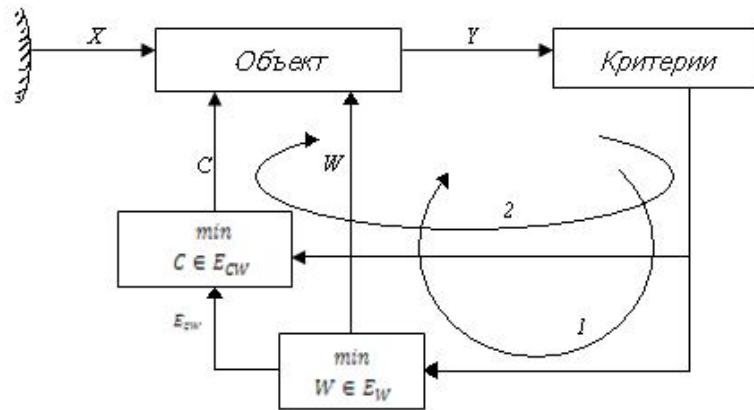 X
Объект
Y
Критерии
C
W
2
min
C ∈ E_CW
E_CW
1
min
W ∈ E_W